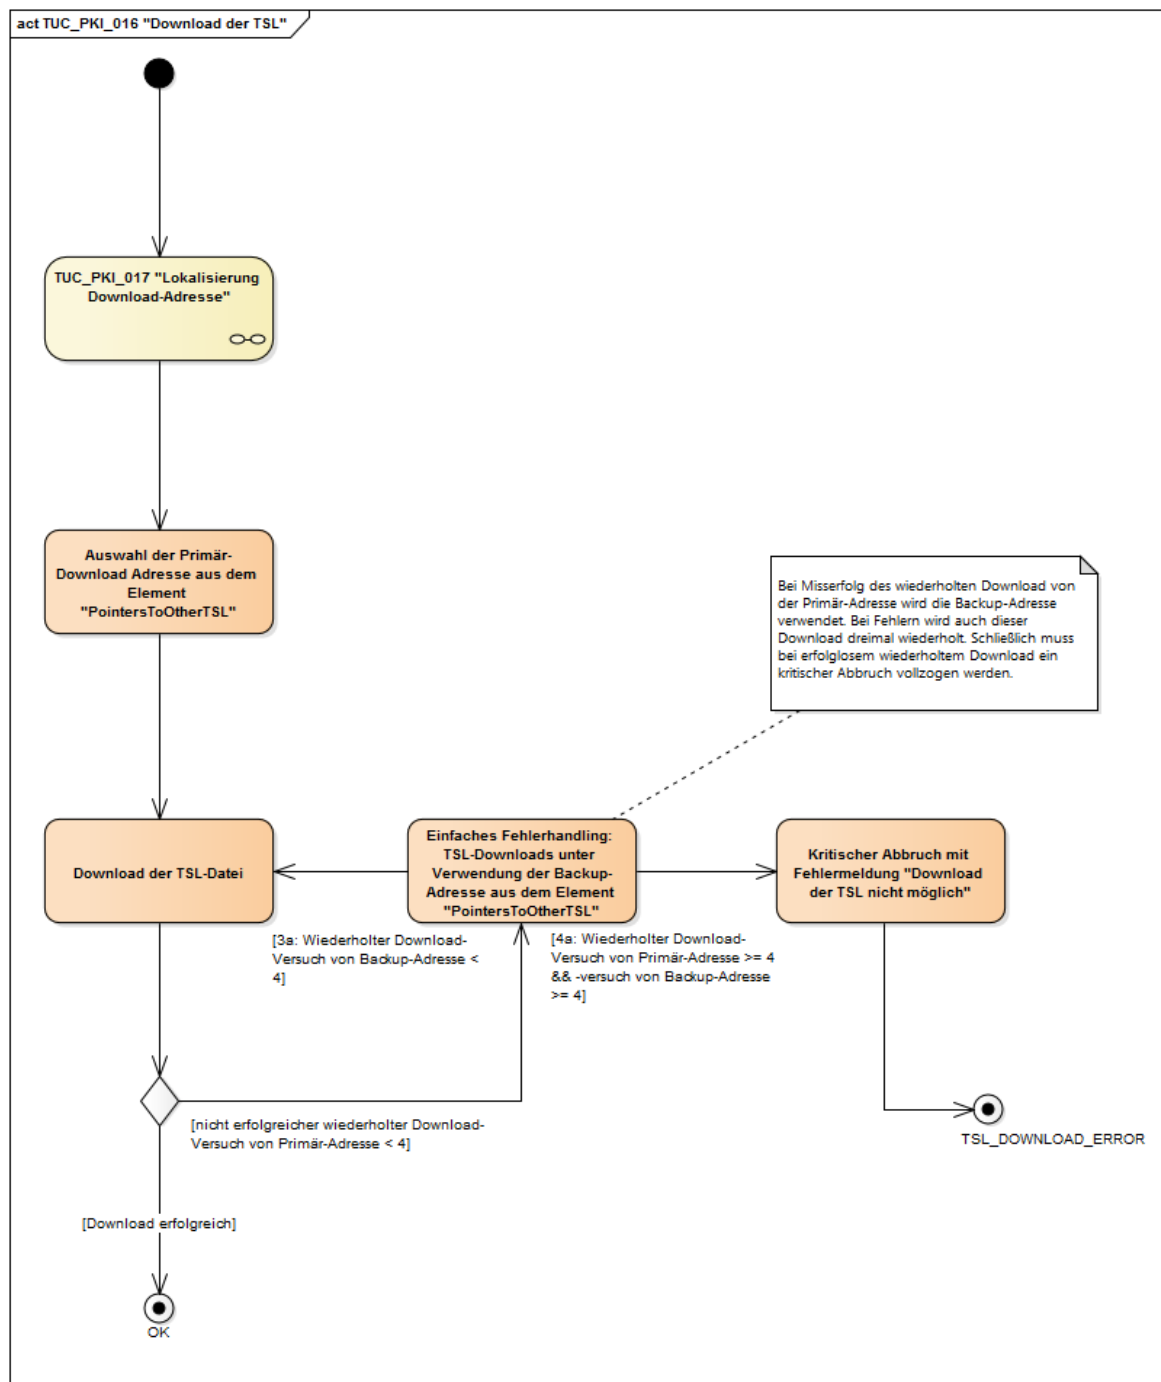 act TUC_PKI_016 "Download der TSL"
TUC_PKI_017 "Lokalisierung
Download-Adresse"
Auswahl der Primär-
Download Adresse aus dem
Element
"PointersToOtherTSL"
Bei Misserfolg des wiederholten Download von
der Primär-Adresse wird die Backup-Adresse
verwendet. Bei Fehlern wird auch dieser
Download dreimal wiederholt. Schließlich muss
bei erfolglosem wiederholtem Download ein
kritischer Abbruch vollzogen werden.
Download der TSL-Datei
Einfaches Fehlerhandling:
TSL-Downloads unter
Verwendung der Backup-
Adresse aus dem Element
"PointersToOtherTSL"
Kritischer Abbruch mit
Fehlermeldung "Download
der TSL nicht möglich"
[3a: Wiederholter Download-
Versuch von Backup-Adresse <
4]
[4a: Wiederholter Download-
Versuch von Primär-Adresse >= 4
&& -versuch von Backup-Adresse
>= 4]
[nicht erfolgreicher wiederholter Download-
Versuch von Primär-Adresse < 4]
TSL_DOWNLOAD_ERROR
[Download erfolgreich]
OK